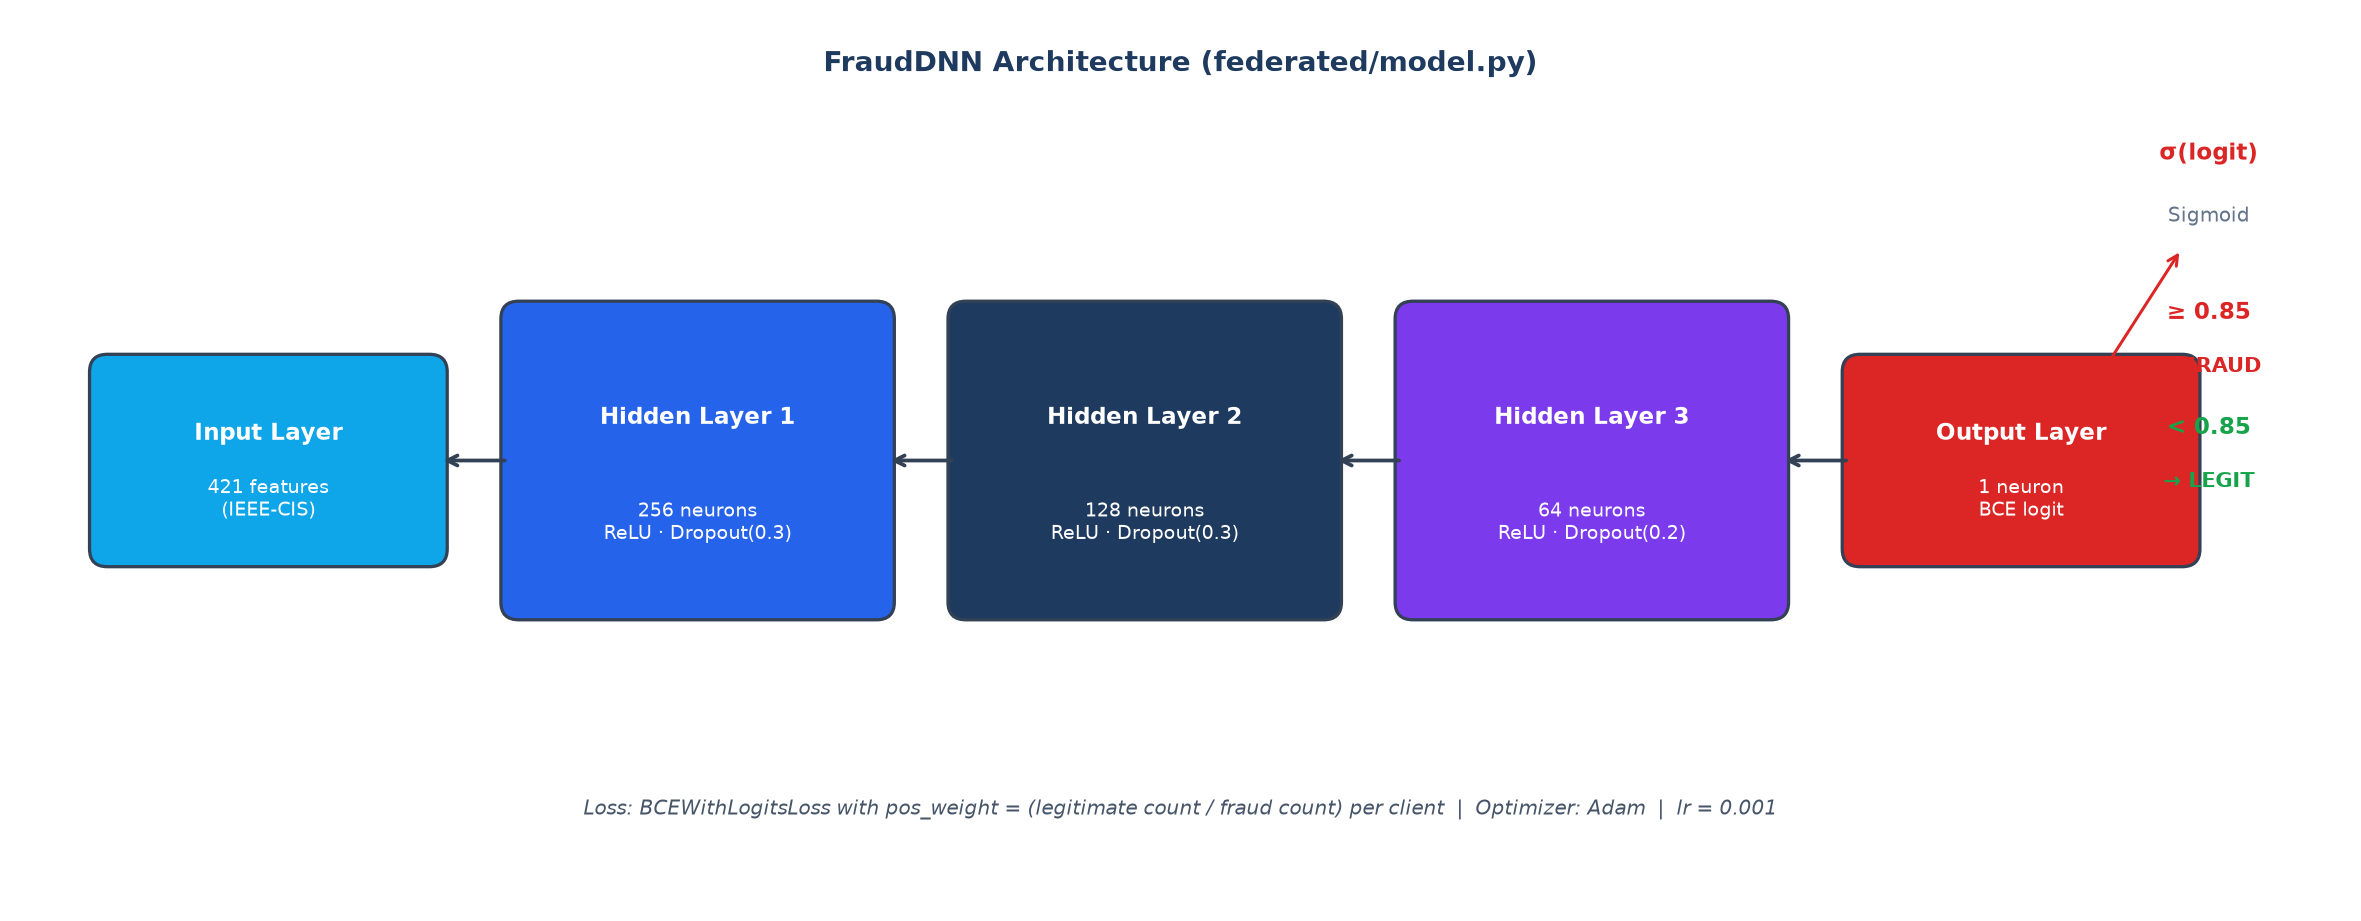 FraudDNN Architecture (federated/model.py)
Input Layer
421 features
(IEEE-CIS)
Hidden Layer 1
256 neurons
ReLU · Dropout(0.3)
Hidden Layer 2
128 neurons
ReLU · Dropout(0.3)
Hidden Layer 3
64 neurons
ReLU · Dropout(0.2)
Output Layer
1 neuron
BCE logit
σ(logit)
Sigmoid
≥ 0.85
RAUD
< 0.85
→ LEGIT
Loss: BCEWithLogitsLoss with pos_weight = (legitimate count / fraud count) per client | Optimizer: Adam | lr = 0.001